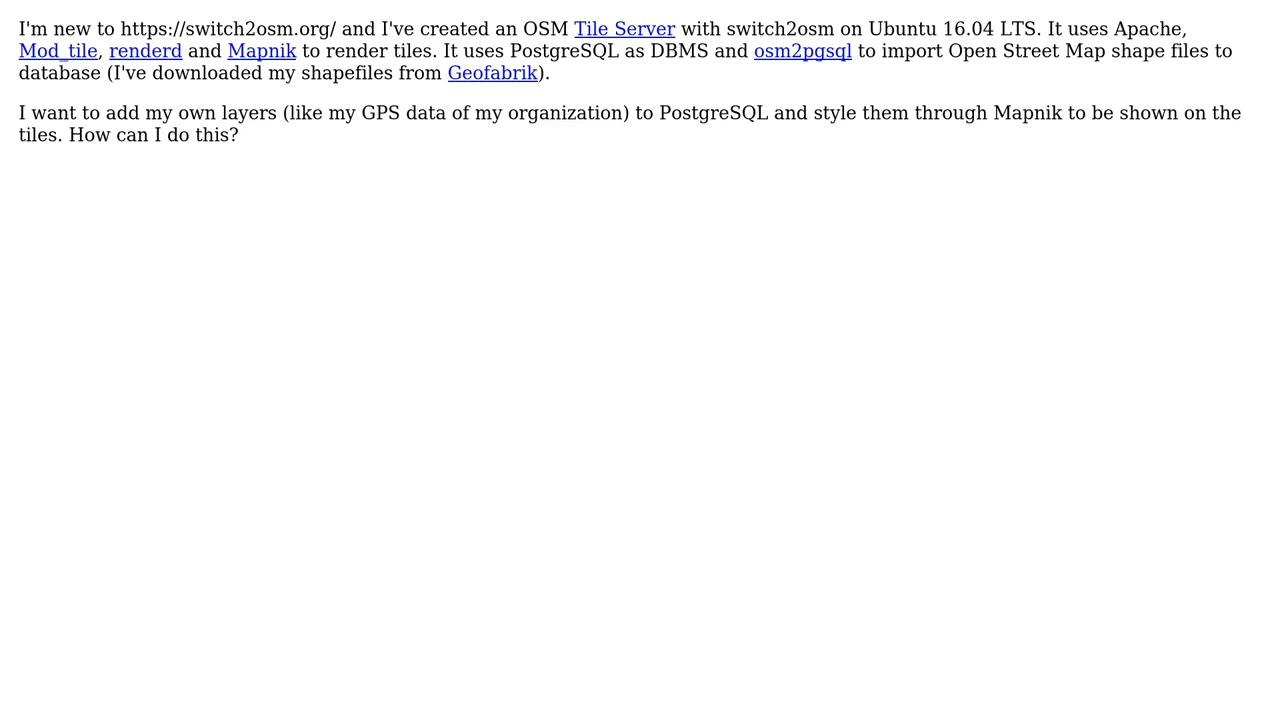 I'm new to https://switch2osm.org/ and I've created an OSM Tile Server with switch2osm on Ubuntu 16.04 LTS. It uses Apache,
Mod_tile, renderd and Mapnik to render tiles. It uses PostgreSQL as DBMS and osm2pgsql to import Open Street Map shape files to
database (I've downloaded my shapefiles from Geofabrik).
I want to add my own layers (like my GPS data of my organization) to PostgreSQL and style them through Mapnik to be shown on the
tiles. How can I do this?